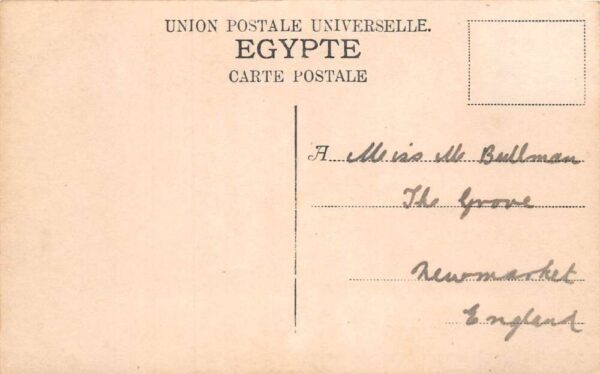 UNION POSTALE UNIVERSELLE.
EGYPTE
CARTE POSTALE
A Miss M Bullman
The Grove
Newmarket
England